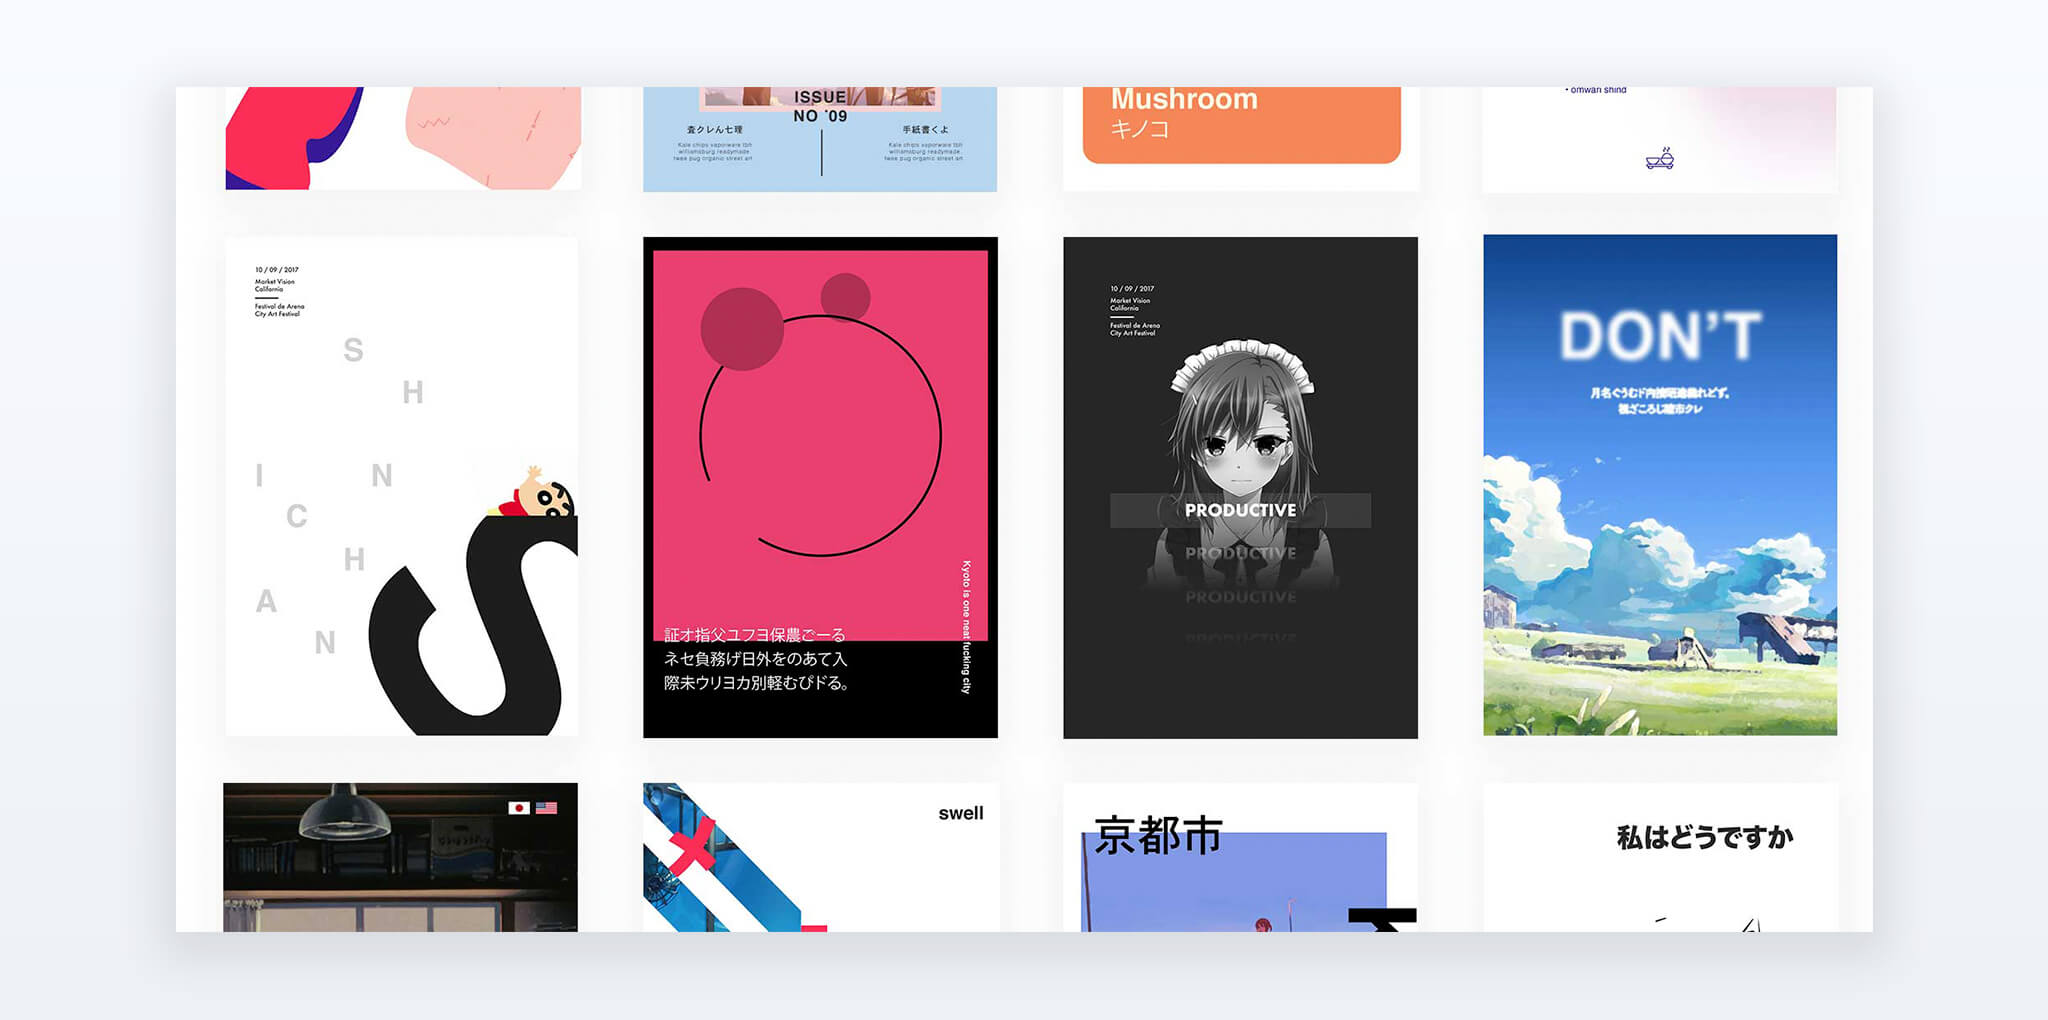 ISSUE
NO '09
査クレん七理
Kale chips vaporware tbh
williamsburg readymade.
twee pug organic street art
手紙書くよ
Kale chips vaporware tbh
williamsburg readymade.
twee pug organic street art
Mushroom
キノコ
• omwan shind
10 / 09 / 2017
Market Vision
California
Festival de Arena
City Art Festival
S
H
I N
C
H
A
N
S
Kyoto is one neat fucking city
証オ指父ユフヨ保農ごーる
ネセ負務げ日外をのあて入
際未ウリヨカ別軽むぴドる。
10 / 09 / 2017
Market Vision
California
Festival de Arena
City Art Festival
PRODUCTIVE
PRODUCTIVE
PRODUCTIVE
PRODUCTIVE
DON'T
swell
京都市
私はどうですか